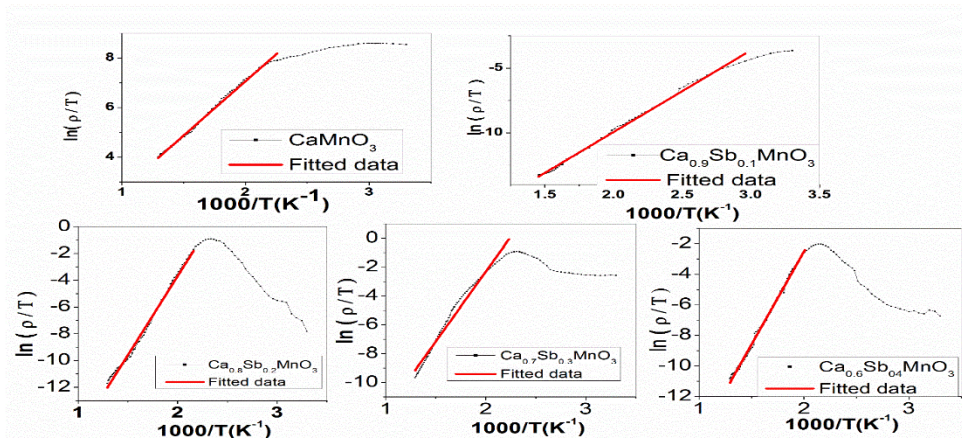 8
6
4
ln(ρ/T)
CaMnO3
Fitted data
1
2
3
1000/T(K-1)
-5
-10
ln(ρ/T)
Ca0.9Sb0.1MnO3
Fitted data
1.0
1.5
2.0
2.5
3.0
3.5
1000/T(K-1)
0
-2
-4
-6
-8
-10
-12
ln(ρ/T)
Ca0.8Sb0.2MnO3
Fitted data
1
2
3
1000/T(K-1)
0
-2
-4
-6
-8
-10
ln(ρ/T)
Ca0.7Sb0.3MnO3
Fitted data
1
2
3
1000/T(K-1)
-2
-4
-6
-8
-10
-12
ln(ρ/T)
Ca0.6Sb04MnO3
Fitted data
1
2
3
1000/T(K-1)